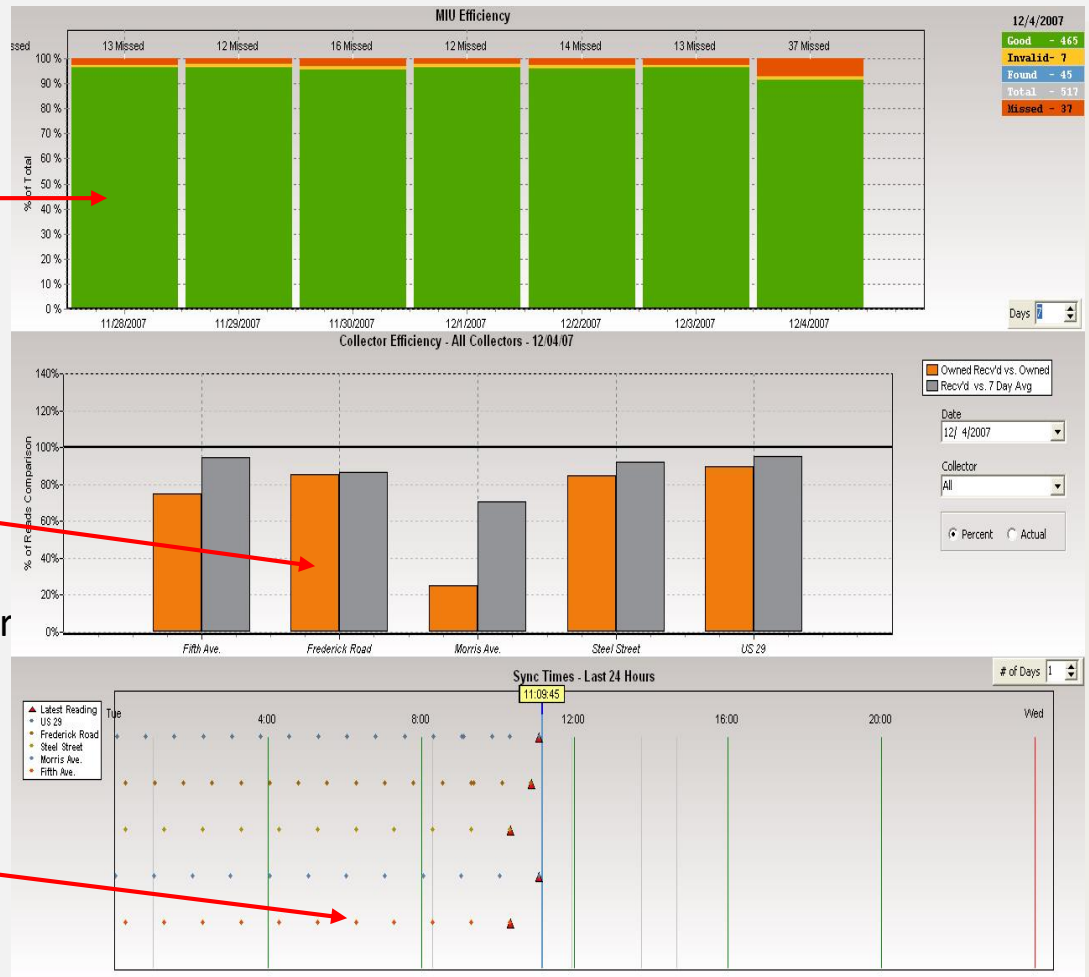 MIU Efficiency
ssed 13 Missed 12 Missed 16 Missed 12 Missed 14 Missed 13 Missed 37 Missed
100 %
90 %
80 %
70 %
60 %
50 %
40 %
30 %
20 %
10 %
0 %
% of Total
11/28/2007 11/29/2007 11/30/2007 12/1/2007 12/2/2007 12/3/2007 12/4/2007
12/4/2007
Good - 465
Invalid- 7
Found - 45
Total - 517
Missed - 37
Days 7
Collector Efficiency - All Collectors - 12/04/07
140%
120%
100%
80%
60%
40%
20%
0%
% of Reads Comparison
Fifth Ave. Frederick Road Morris Ave. Steel Street US 29
Owned Recv'd vs. Owned
Recv'd vs. 7 Day Avg
Date
12/ 4/2007
Collector
All
Percent Actual
r
Sync Times - Last 24 Hours
# of Days 1
11:09:45
Latest Reading
US 29
Frederick Road
Steel Street
Morris Ave.
Fifth Ave.
Tue 4:00 8:00 12:00 16:00 20:00 Wed